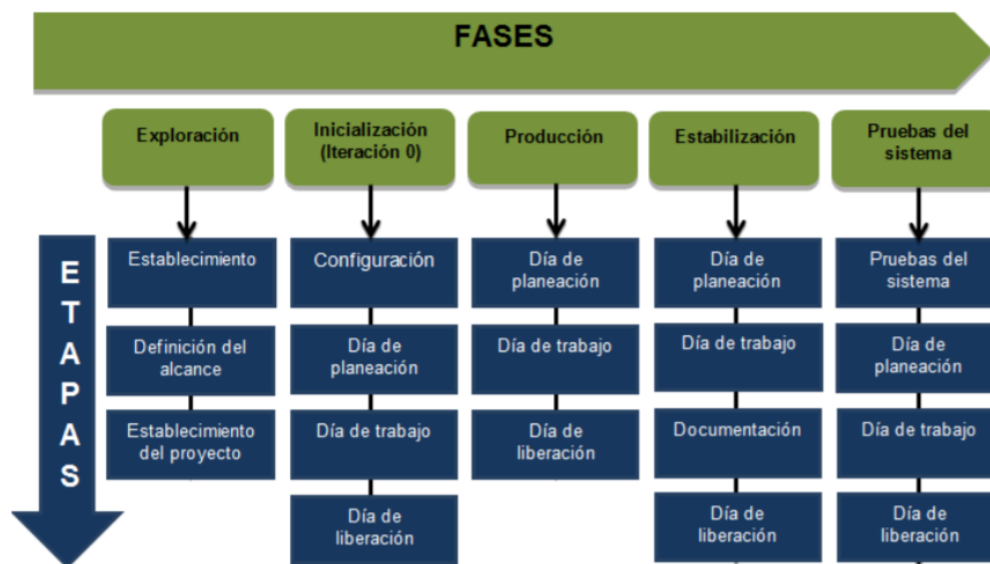 FASES
Exploración
Inicialización
(Iteración 0)
Producción
Estabilización
Pruebas del
sistema
ETAPAS
Establecimiento
Configuración
Día de
planeación
Día de
planeación
Pruebas del
sistema
Definición del
alcance
Día de
planeación
Día de trabajo
Día de trabajo
Día de
planeación
Establecimiento
del proyecto
Día de trabajo
Día de
liberación
Documentación
Día de trabajo
Día de
liberación
Día de
liberación
Día de
liberación